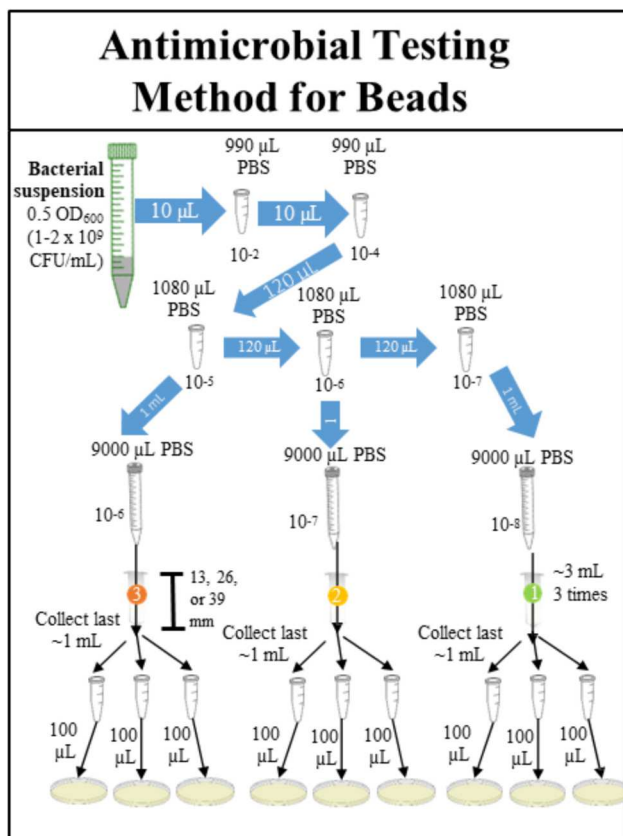 Antimicrobial Testing
Method for Beads
990 µL
PBS
990 µL
PBS
Bacterial
suspension
0.5 OD₆₀₀
(1-2 x 10⁹
CFU/mL)
10 µL
10 µL
10⁻²
10⁻⁴
120 µL
1080 µL
PBS
1080 µL
PBS
1080 µL
PBS
120 µL
120 µL
10⁻⁵
10⁻⁶
10⁻⁷
1 mL
1
1 mL
9000 µL PBS
9000 µL PBS
9000 µL PBS
10⁻⁶
10⁻⁷
10⁻⁸
3
13, 26,
or 39
mm
2
1
~3 mL
3 times
Collect last
~1 mL
Collect last
~1 mL
Collect last
~1 mL
100
µL
100
µL
100
µL
100
µL
100
µL
100
µL
100
µL
100
µL
100
µL